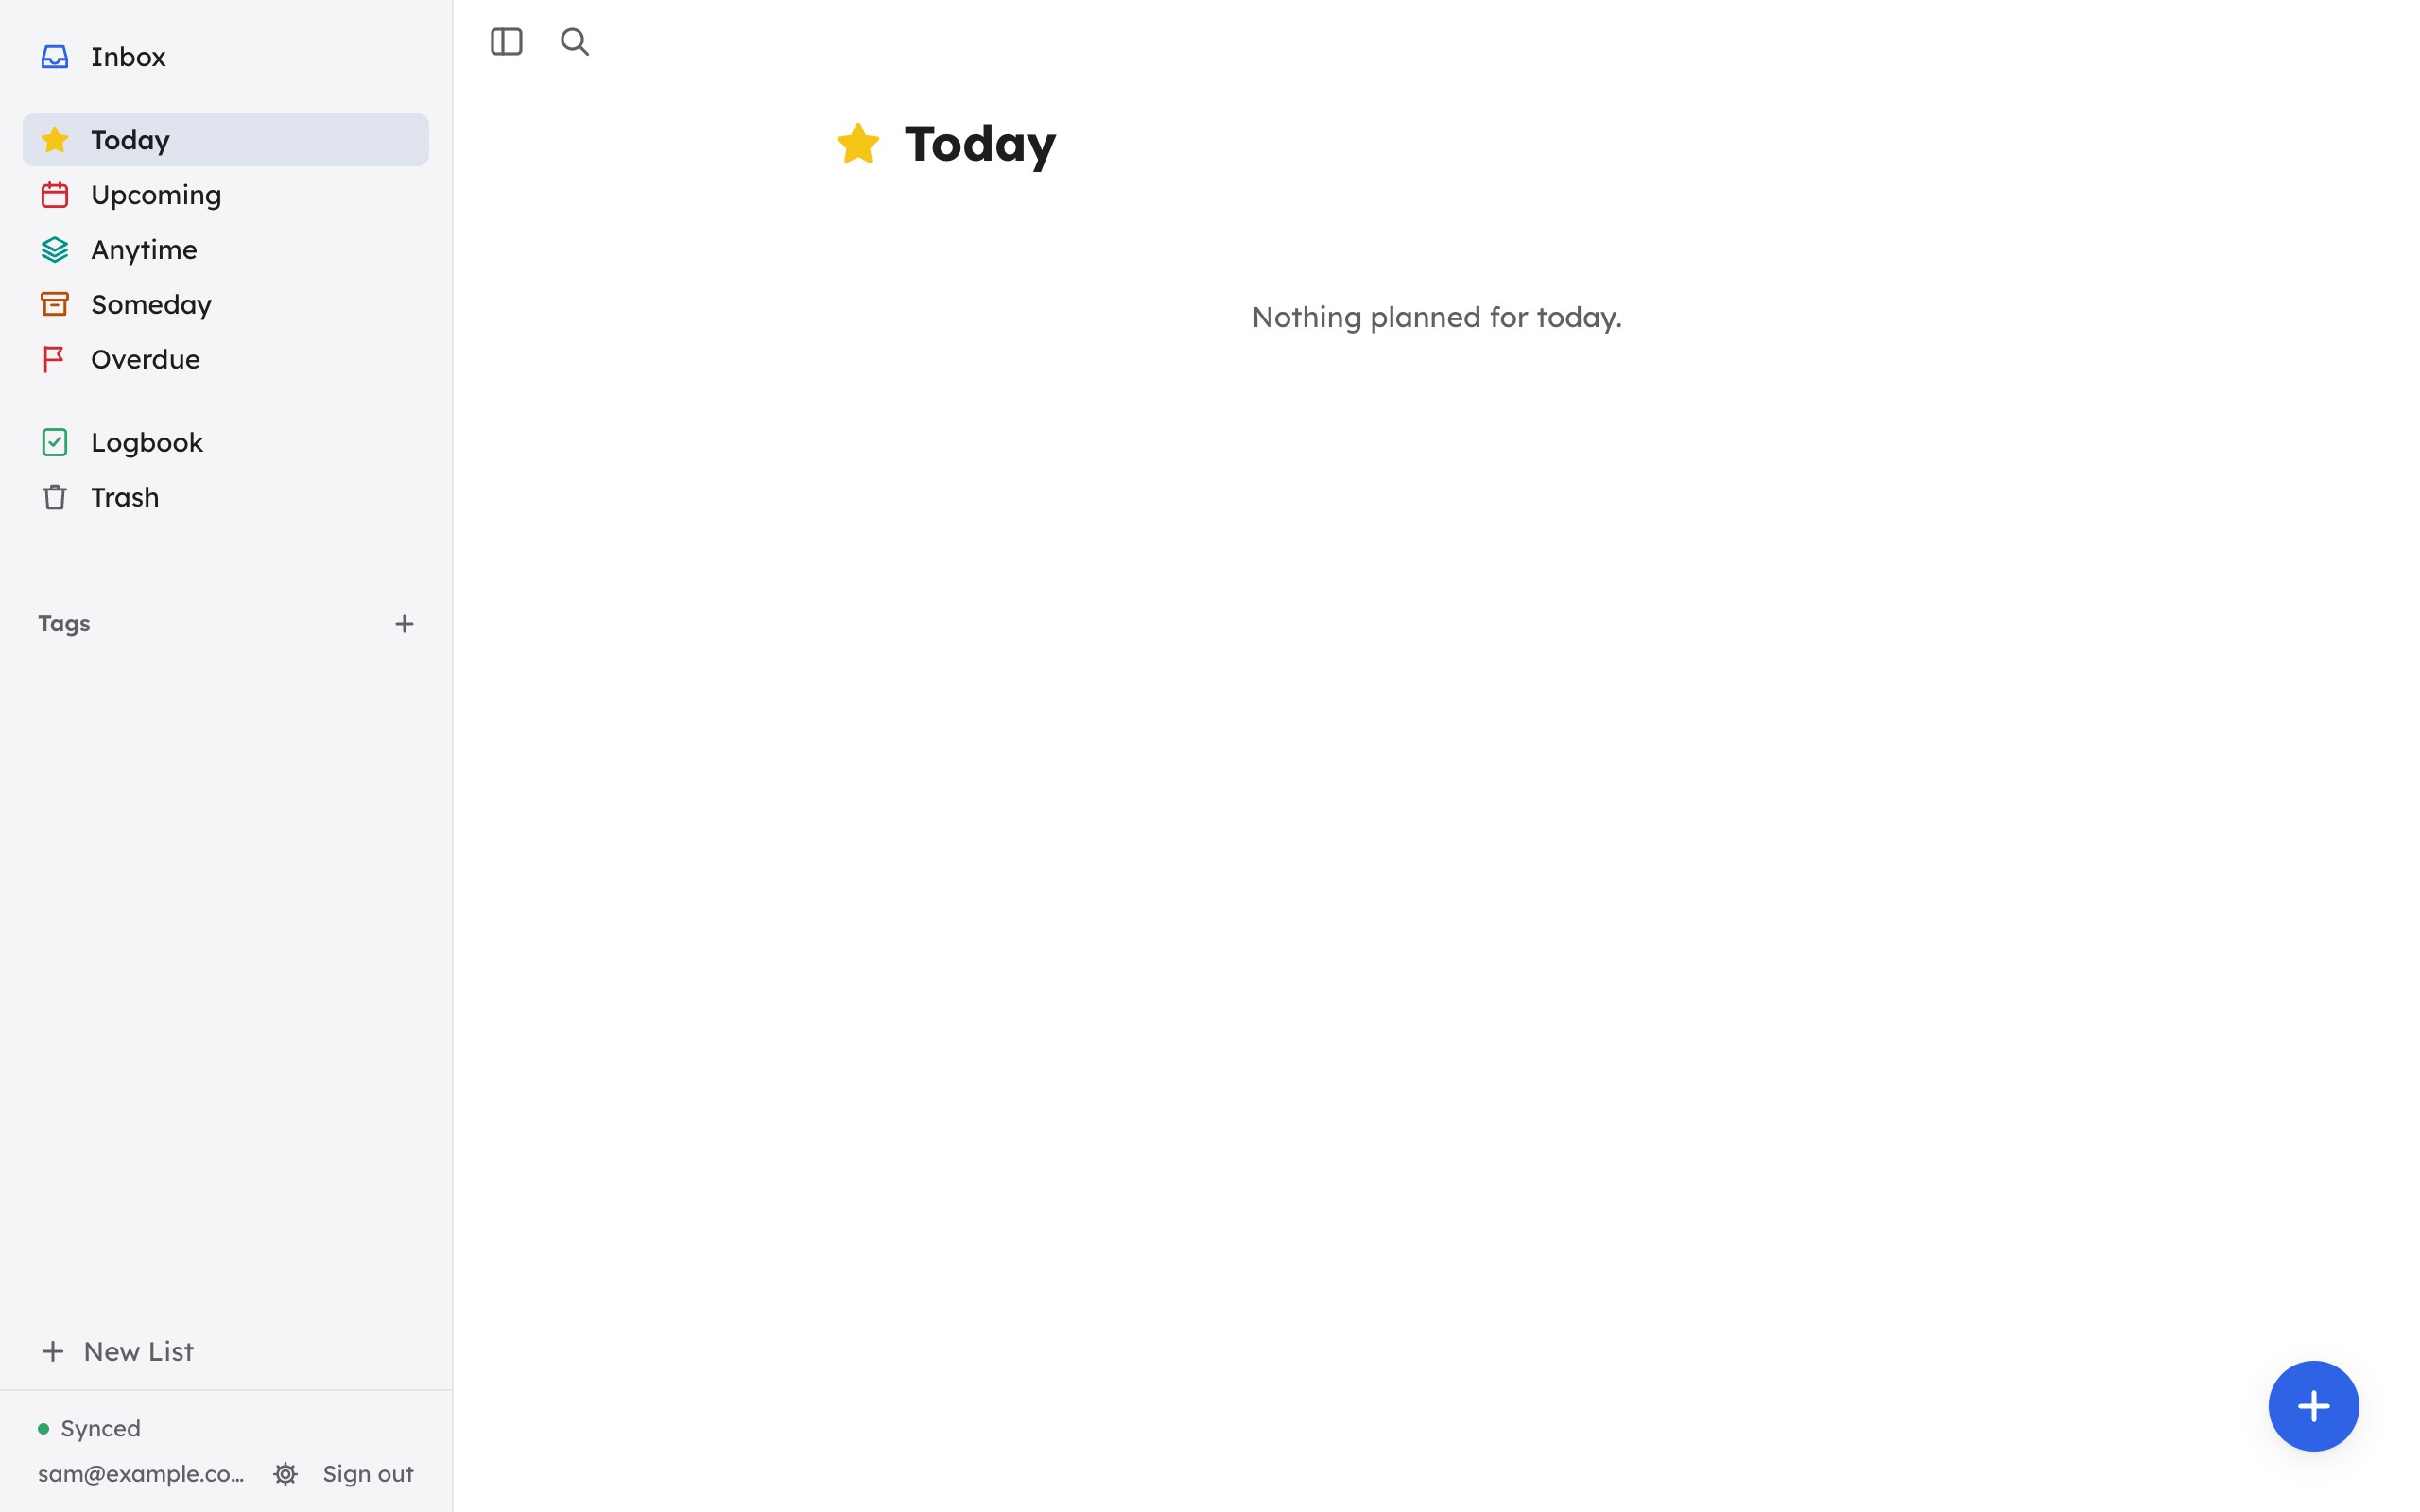 Inbox
Today
Upcoming
Anytime
Someday
Overdue
Logbook
Trash
Tags
New List
Synced
sam@example.co...
Sign out
Today
Nothing planned for today.